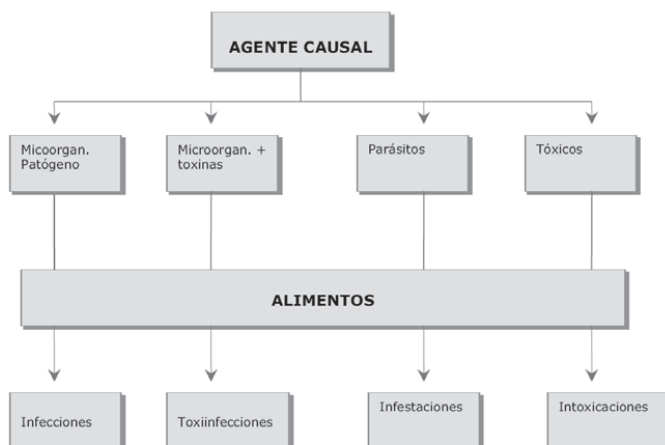 AGENTE CAUSAL
Micoorgan.
Patógeno
Microorgan. +
toxinas
Parásitos
Tóxicos
ALIMENTOS
Infecciones
Toxiinfecciones
Infestaciones
Intoxicaciones